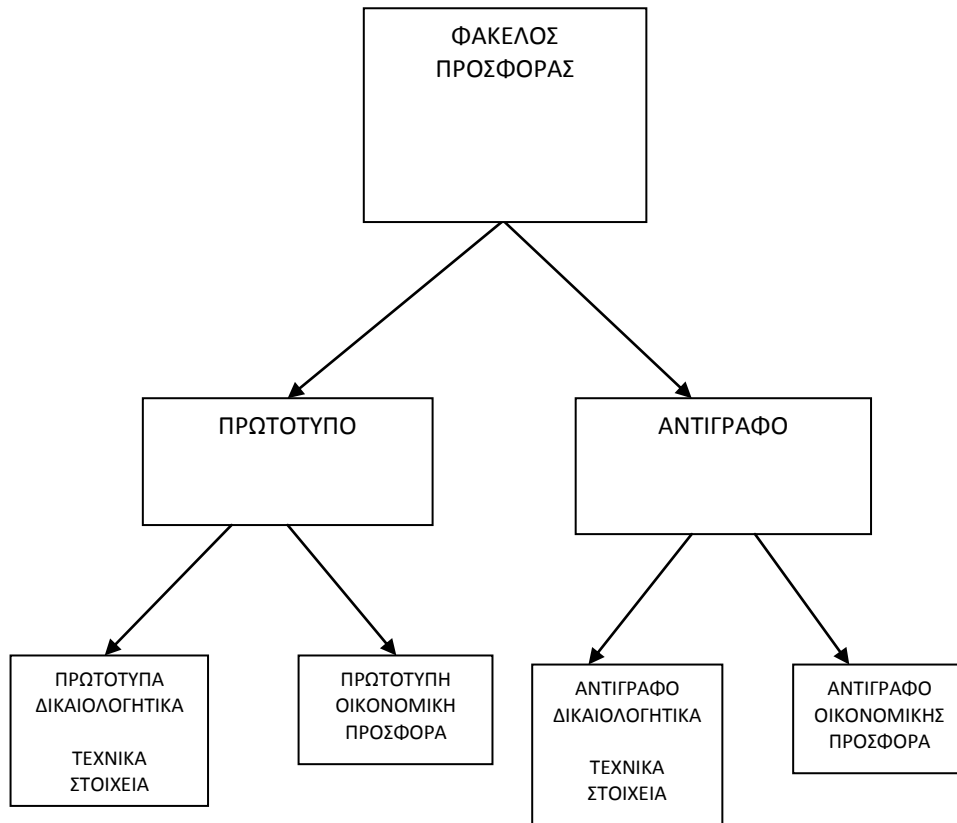 ΦΑΚΕΛΟΣ
ΠΡΟΣΦΟΡΑΣ
ΠΡΩΤΟΤΥΠΟ
ΑΝΤΙΓΡΑΦΟ
ΠΡΩΤΟΤΥΠΑ
ΔΙΚΑΙΟΛΟΓΗΤΙΚΑ
ΤΕΧΝΙΚΑ
ΣΤΟΙΧΕΙΑ
ΠΡΩΤΟΤΥΠΗ
ΟΙΚΟΝΟΜΙΚΗ
ΠΡΟΣΦΟΡΑ
ΑΝΤΙΓΡΑΦΟ
ΔΙΚΑΙΟΛΟΓΗΤΙΚΑ
ΤΕΧΝΙΚΑ
ΣΤΟΙΧΕΙΑ
ΑΝΤΙΓΡΑΦΟ
ΟΙΚΟΝΟΜΙΚΗΣ
ΠΡΟΣΦΟΡΑ